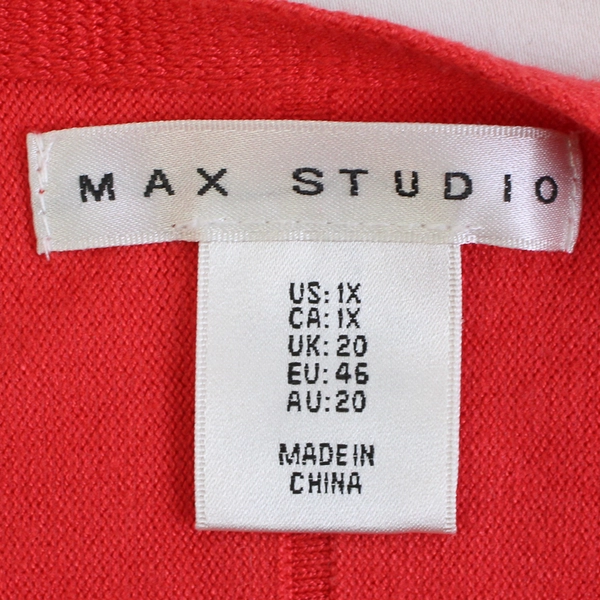 MAX STUDIO
US: 1X
CA: 1X
UK: 20
EU: 46
AU: 20
MADE IN
CHINA